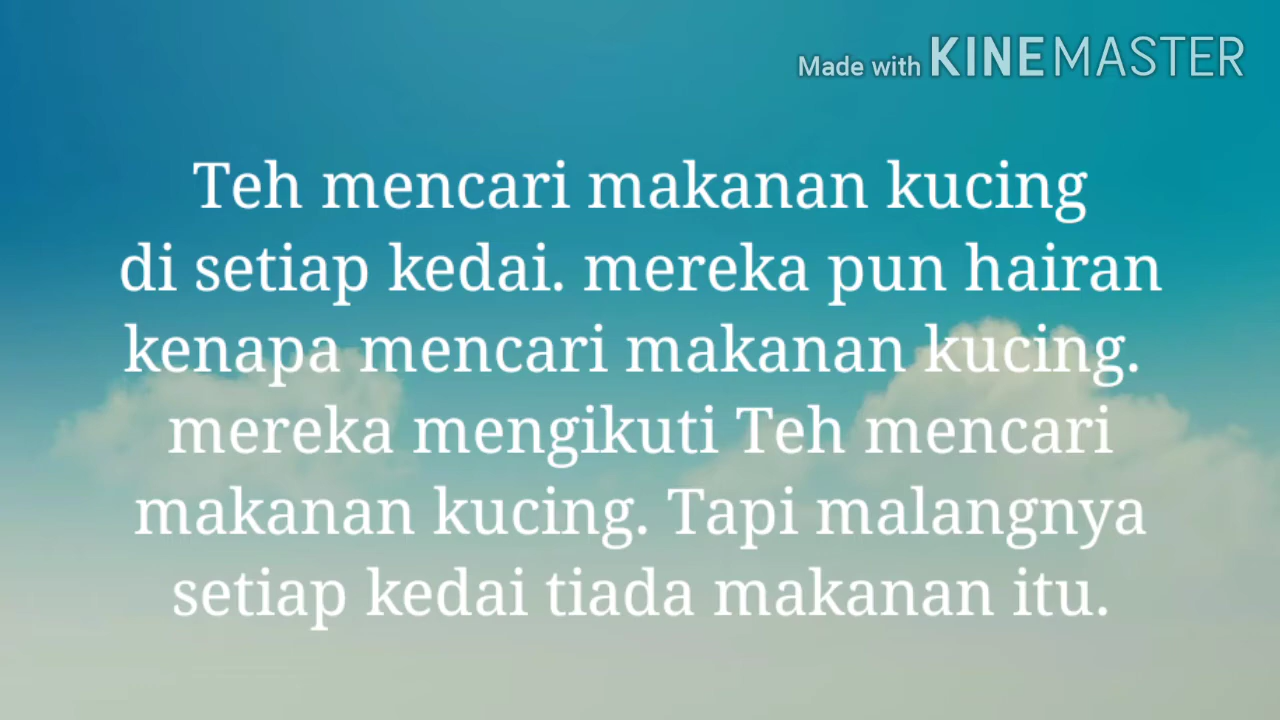 Made with KINEMASTER
Teh mencari makanan kucing
di setiap kedai. mereka pun hairan
kenapa mencari makanan kucing.
mereka mengikuti Teh mencari
makanan kucing. Tapi malangnya
setiap kedai tiada makanan itu.